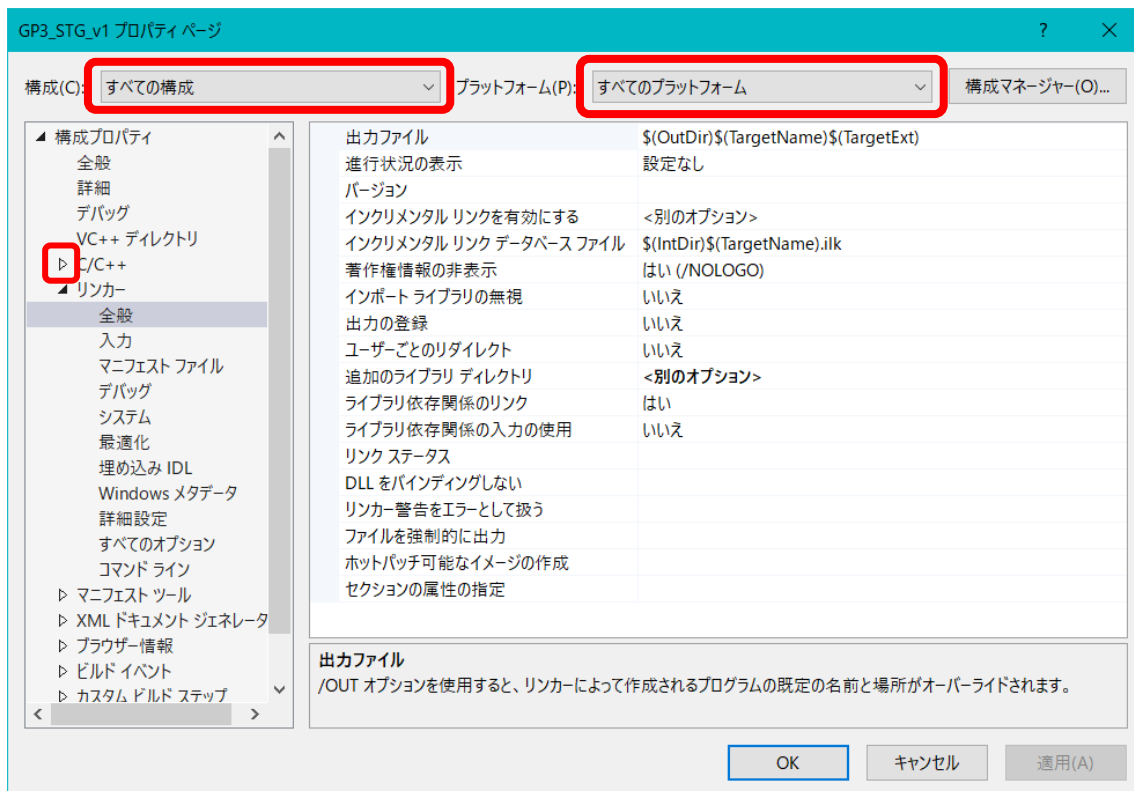 GP3_STG_v1 プロパティ ページ
構成(C): すべての構成 プラットフォーム(P): すべてのプラットフォーム 構成マネージャー(O)...
構成プロパティ
全般
詳細
デバッグ
VC++ ディレクトリ
C/C++
リンカー
全般
入力
マニフェスト ファイル
デバッグ
システム
最適化
埋め込み IDL
Windows メタデータ
詳細設定
すべてのオプション
コマンド ライン
マニフェスト ツール
XML ドキュメント ジェネレータ
ブラウザー情報
ビルド イベント
カスタム ビルド ステップ
出力ファイル $(OutDir)$(TargetName)$(TargetExt)
進行状況の表示 設定なし
バージョン
インクリメンタル リンクを有効にする <別のオプション>
インクリメンタル リンク データベース ファイル $(IntDir)$(TargetName).ilk
著作権情報の非表示 はい (/NOLOGO)
インポート ライブラリの無視 いいえ
出力の登録 いいえ
ユーザーごとのリダイレクト いいえ
追加のライブラリ ディレクトリ <別のオプション>
ライブラリ依存関係のリンク はい
ライブラリ依存関係の入力の使用 いいえ
リンク ステータス
DLL をバインディングしない
リンカー警告をエラーとして扱う
ファイルを強制的に出力
ホットパッチ可能なイメージの作成
セクションの属性の指定
出力ファイル
/OUT オプションを使用すると、リンカーによって作成されるプログラムの既定の名前と場所がオーバーライドされます。
OK キャンセル 適用(A)